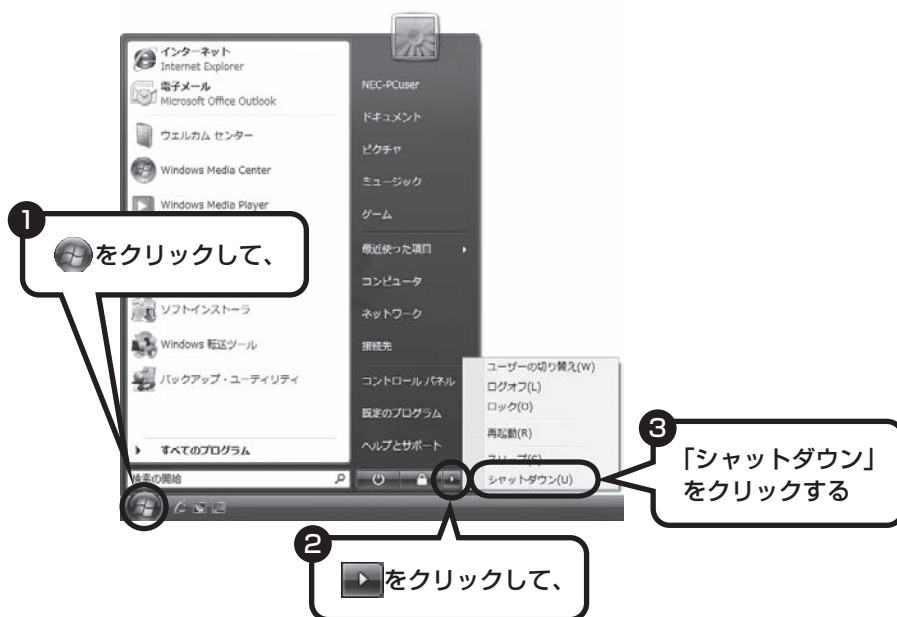 インターネット
Internet Explorer
電子メール
Microsoft Office Outlook
ウェルカム センター
Windows Media Center
Windows Media Player
ソフトインストーラ
Windows 転送ツール
バックアップ・ユーティリティ
すべてのプログラム
検索の開始
NEC-PCuser
ドキュメント
ピクチャ
ミュージック
ゲーム
最近使った項目
コンピュータ
ネットワーク
接続先
コントロール パネル
既定のプログラム
ヘルプとサポート
ユーザーの切り替え(W)
ログオフ(L)
ロック(O)
再起動(R)
スリープ(S)
シャットダウン(U)
1
をクリックして、
2
をクリックして、
3
「シャットダウン」
をクリックする